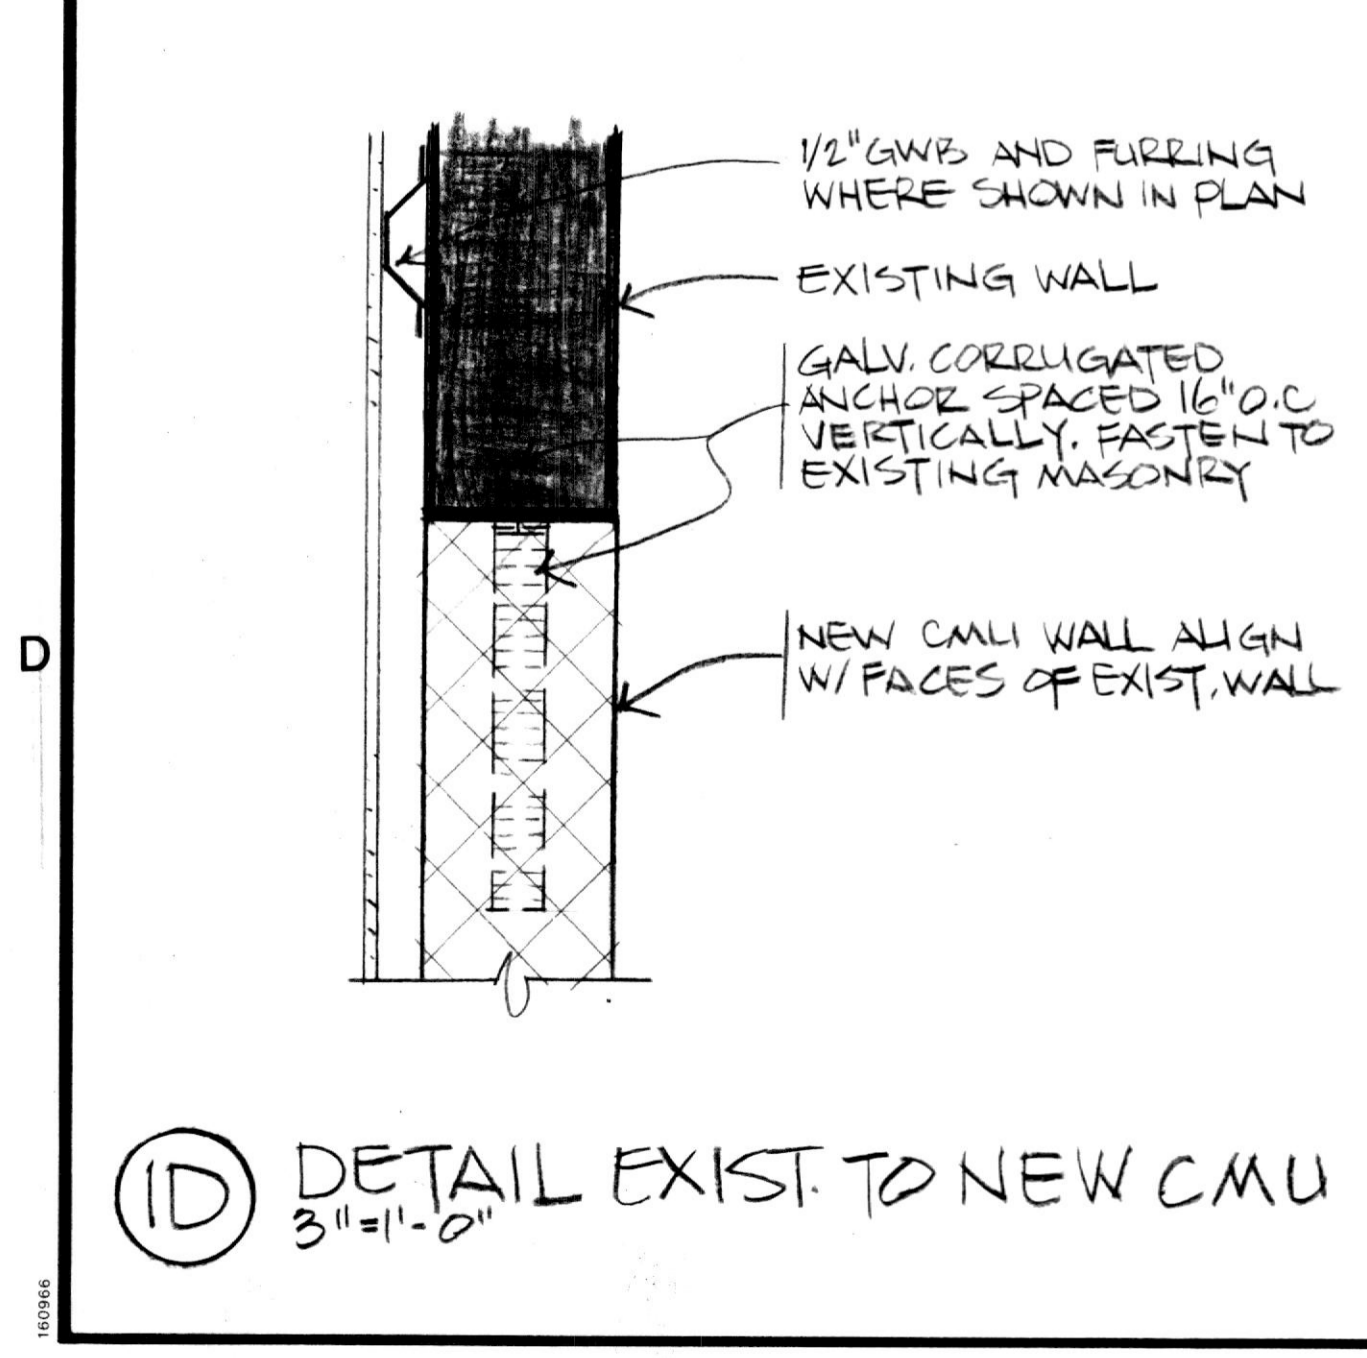 1/2" GWB AND FURRING
WHERE SHOWN IN PLAN
EXISTING WALL
GALV. CORRUGATED
ANCHOR SPACED 16" O.C
VERTICALLY. FASTEN TO
EXISTING MASONRY
NEW CMU WALL ALIGN
W/ FACES OF EXIST. WALL
D
1D DETAIL EXIST. TO NEW CMU
3"=1'-0"
160966